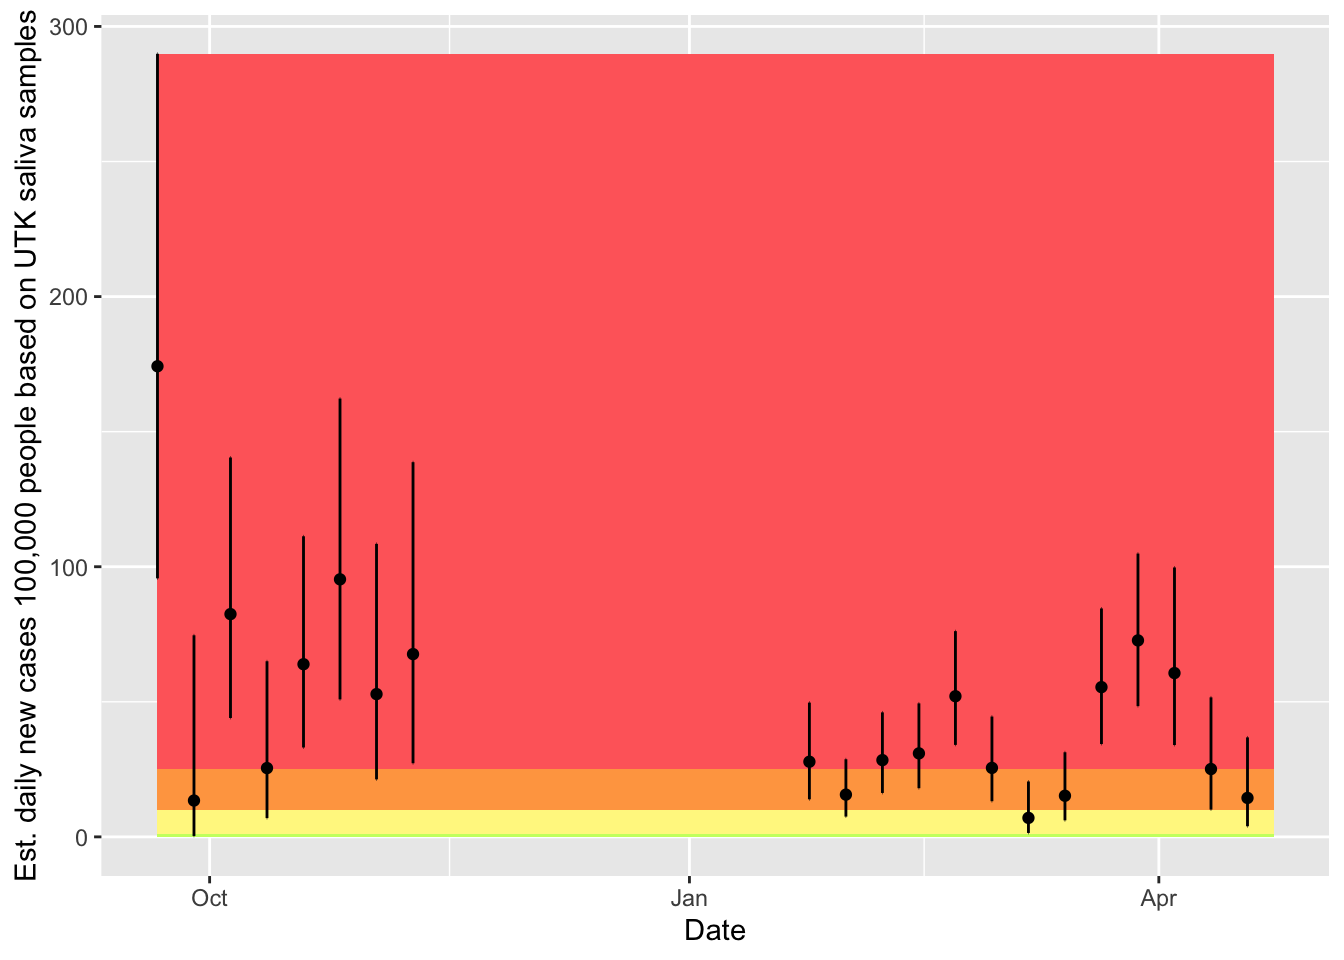 Est. daily new cases 100,000 people based on UTK saliva samples
300
200
100
0
Oct
Jan
Apr
Date